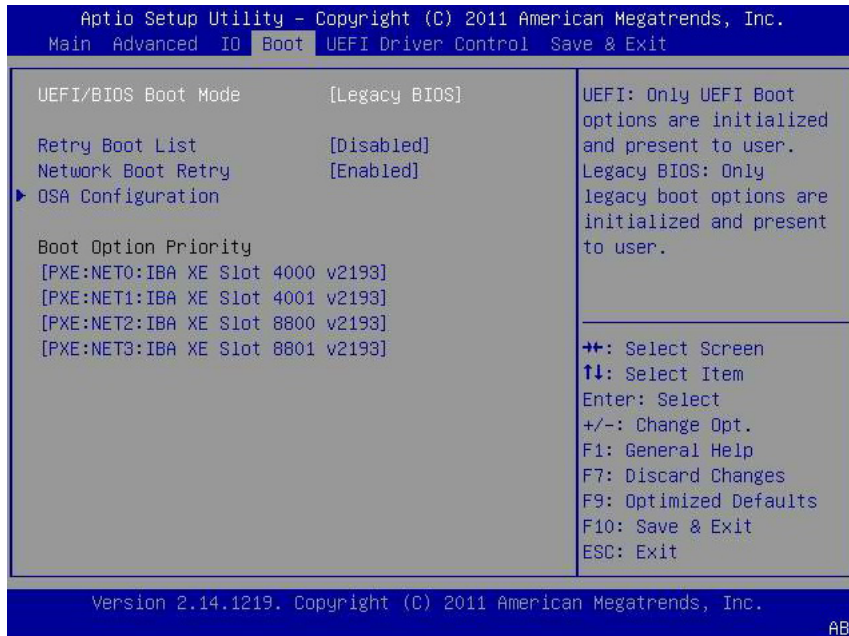 Aptio Setup Utility – Copyright (C) 2011 American Megatrends, Inc.
Main Advanced IO Boot UEFI Driver Control Save & Exit
UEFI/BIOS Boot Mode [Legacy BIOS]
Retry Boot List [Disabled]
Network Boot Retry [Enabled]
OSA Configuration
Boot Option Priority
[PXE:NET0:IBA XE Slot 4000 v2193]
[PXE:NET1:IBA XE Slot 4001 v2193]
[PXE:NET2:IBA XE Slot 8800 v2193]
[PXE:NET3:IBA XE Slot 8801 v2193]
UEFI: Only UEFI Boot
options are initialized
and present to user.
Legacy BIOS: Only
legacy boot options are
initialized and present
to user.
→←: Select Screen
↑↓: Select Item
Enter: Select
+/-: Change Opt.
F1: General Help
F7: Discard Changes
F9: Optimized Defaults
F10: Save & Exit
ESC: Exit
Version 2.14.1219. Copyright (C) 2011 American Megatrends, Inc.
AB